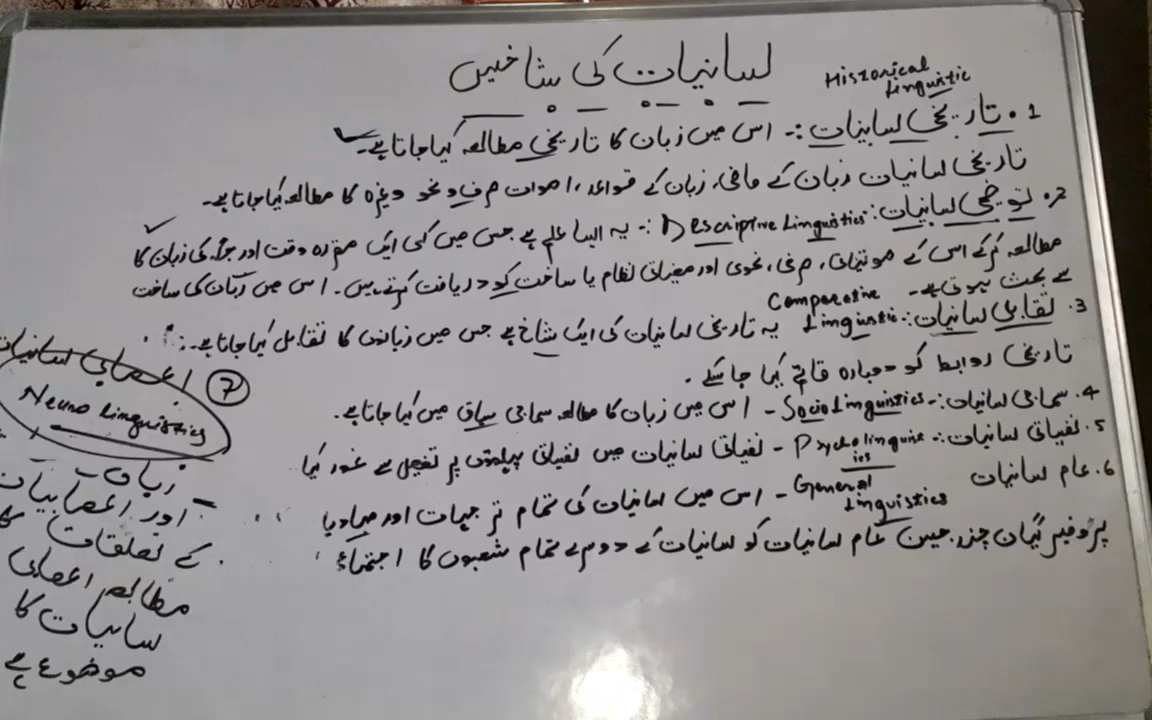 لسانیات کی شاخیں
Historical Linguistic
1. تاریخی لسانیات:۔ اس میں زبان کا تاریخی مطالعہ کیا جاتا ہے۔
تاریخی لسانیات زبان کے ماضی، زبان کے قواعد، اصوات صرف و نحو وغیرہ کا مطالعہ کیا جاتا ہے۔
2. توضیحی لسانیات: Descriptive Linguistics:۔ یہ ایسا علم ہے جس میں کسی ایک مقررہ وقت اور جگہ کی زبان کا
مطالعہ کرکے اس کے صوتیاتی، صرفی، نحوی اور معنیاتی نظام یا ساخت کو دریافت کرتے ہیں۔ اس میں زبان کی ساخت
سے بحث ہوتی ہے۔
3. تقابلی لسانیات: Comparative Linguistic یہ تاریخی لسانیات کی ایک شاخ ہے جس میں زبانوں کا تقابل کیا جاتا ہے۔
تاریخی روابط کو دوبارہ قائم کیا جا سکے۔
4. سماجی لسانیات:۔ Sociolinguistics۔ اس میں زبان کا مطالعہ سماجی سیاق میں کیا جاتا ہے۔
5. نفسیاتی لسانیات:۔ Psycholinguistics۔ نفسیاتی لسانیات میں نفسیاتی پہلوؤں پر تفصیل سے غور کیا
6. عام لسانیات General Linguistics۔ اس میں لسانیات کی تمام تر جہات اور مبادیا
پروفیسر گیان چند جین عام لسانیات کو لسانیات کے دوسرے تمام شعبوں کا اجتماع
7 اعصابی لسانیات
Neuro Linguistics
زبان
اور اعصابیات
کے تعلقات کا
مطالعہ اعصابی
لسانیات کا
موضوع ہے